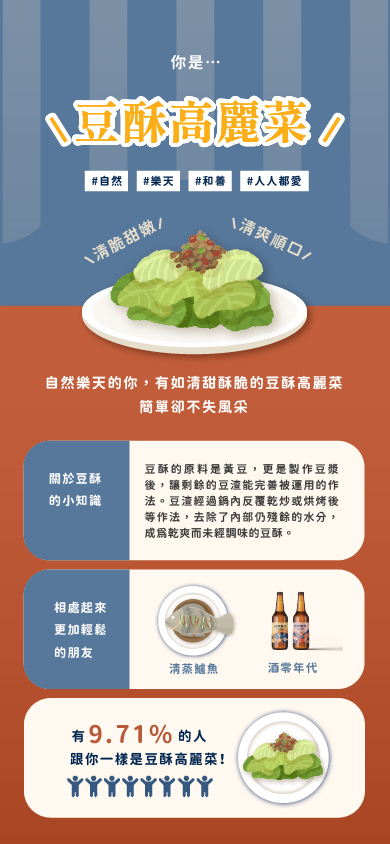 你是…
豆酥高麗菜
#自然 #樂天 #和善 #人人都愛
清脆甜嫩 清爽順口
自然樂天的你，有如清甜酥脆的豆酥高麗菜
簡單卻不失風采
關於豆酥
的小知識
豆酥的原料是黃豆，更是製作豆漿
後，讓剩餘的豆渣能完善被運用的作
法。豆渣經過鍋內反覆乾炒或烘烤後
等作法，去除了內部仍殘餘的水分，
成為乾爽而未經調味的豆酥。
相處起來
更加輕鬆
的朋友
清蒸鱸魚
酒零年代
有9.71%的人
跟你一樣是豆酥高麗菜!